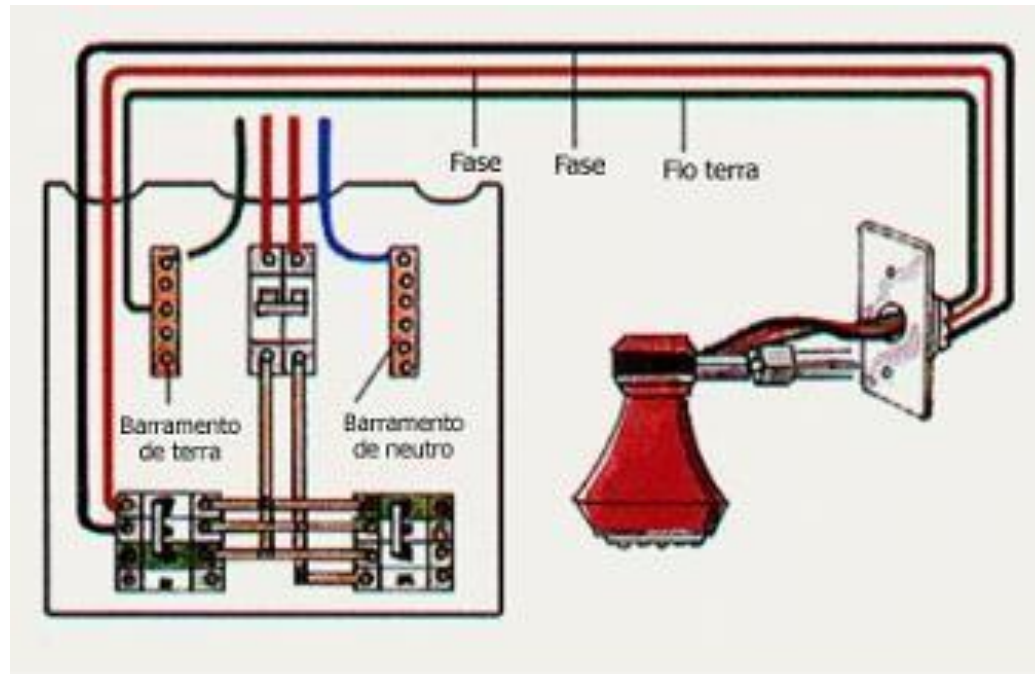 Fase
Fase
Fio terra
Barramento
de terra
Barramento
de neutro